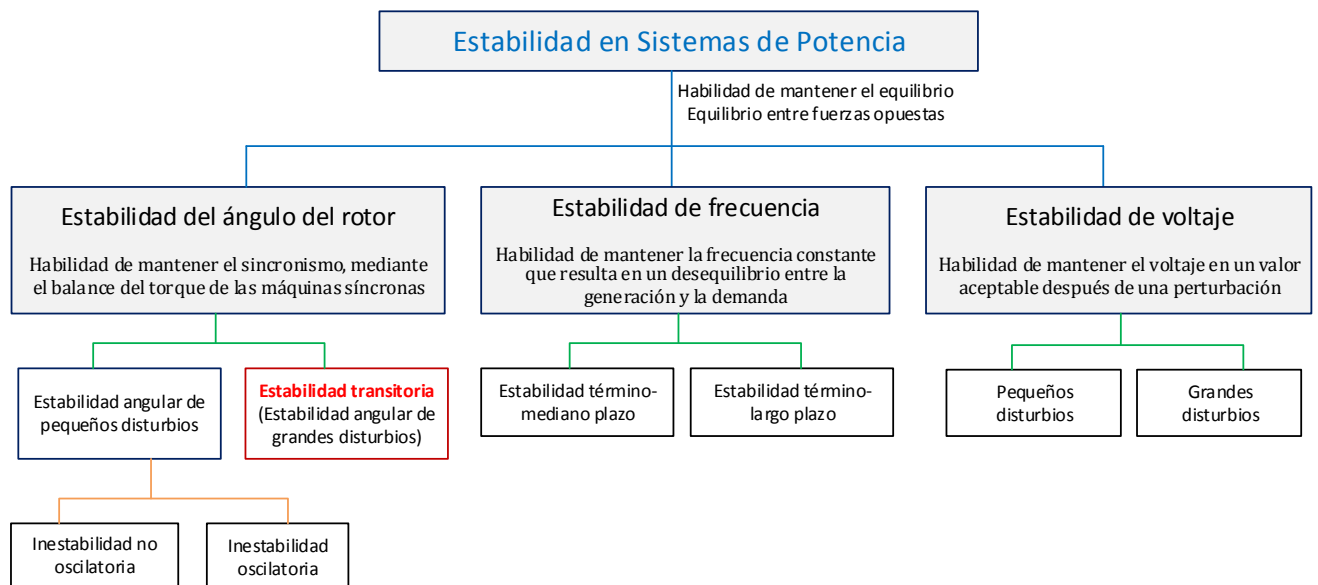 Estabilidad en Sistemas de Potencia
Habilidad de mantener el equilibrio
Equilibrio entre fuerzas opuestas
Estabilidad del ángulo del rotor
Habilidad de mantener el sincronismo, mediante
el balance del torque de las máquinas síncronas
Estabilidad de frecuencia
Habilidad de mantener la frecuencia constante
que resulta en un desequilibrio entre la
generación y la demanda
Estabilidad de voltaje
Habilidad de mantener el voltaje en un valor
aceptable después de una perturbación
Estabilidad angular de
pequeños disturbios
Estabilidad transitoria
(Estabilidad angular de
grandes disturbios)
Estabilidad término-
mediano plazo
Estabilidad término-
largo plazo
Pequeños
disturbios
Grandes
disturbios
Inestabilidad no
oscilatoria
Inestabilidad
oscilatoria